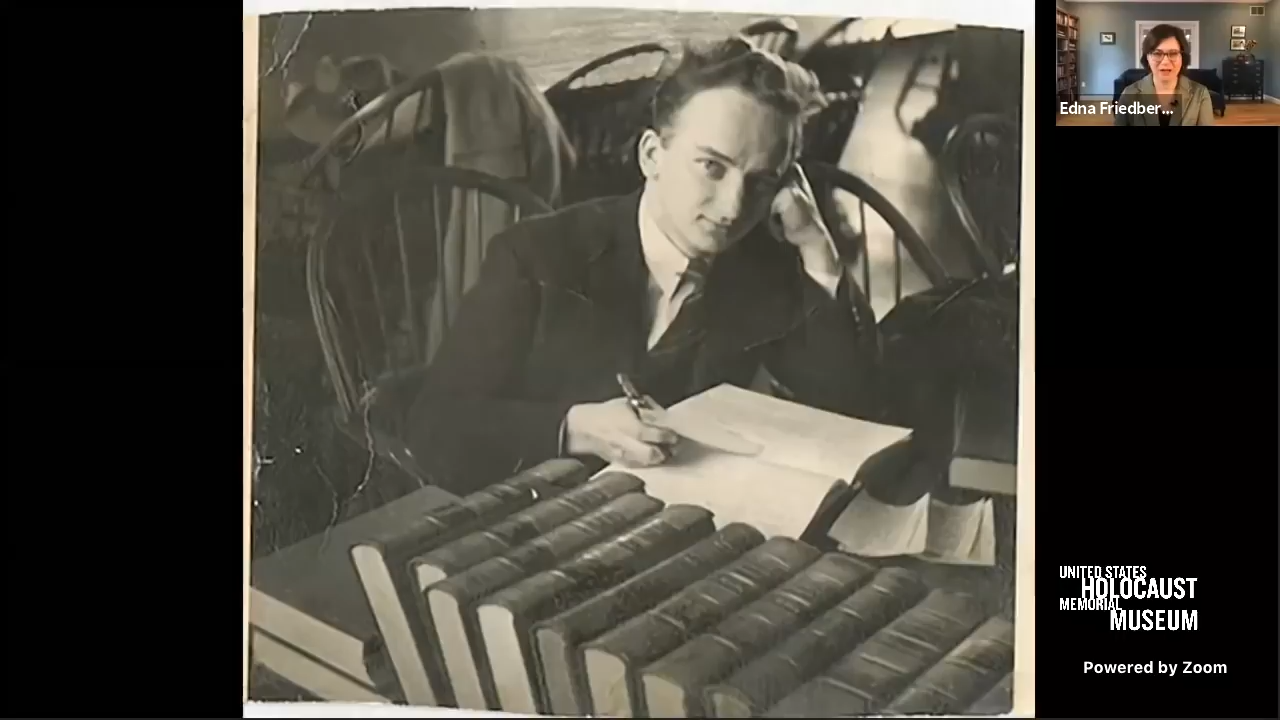 Edna Friedber...
UNITED STATES
HOLOCAUST
MEMORIAL
MUSEUM
Powered by Zoom